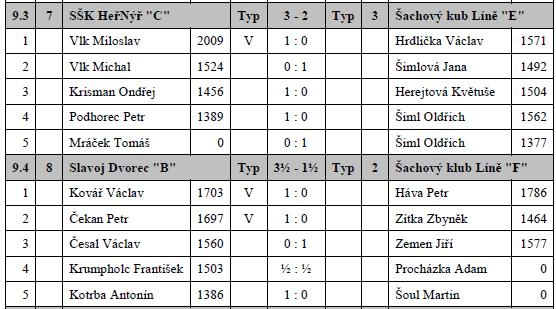 9.3 7 SŠK HeřNýř "C" Typ 3 - 2 Typ 3 Šachový kub Líně "E"
1 Vlk Miloslav 2009 V 1 : 0 Hrdlička Václav 1571
2 Vlk Michal 1524 0 : 1 Šimlová Jana 1492
3 Krisman Ondřej 1456 1 : 0 Herejtová Květuše 1504
4 Podhorec Petr 1389 1 : 0 Šiml Oldřich 1562
5 Mráček Tomáš 0 0 : 1 Šiml Oldřich 1377
9.4 8 Slavoj Dvorec "B" Typ 3½ - 1½ Typ 2 Šachový klub Líně "F"
1 Kovář Václav 1703 V 1 : 0 Háva Petr 1786
2 Čekan Petr 1697 V 1 : 0 Zítka Zbyněk 1464
3 Česal Václav 1560 0 : 1 Zemen Jiří 1577
4 Krumpholc František 1503 ½ : ½ Procházka Adam 0
5 Kotrba Antonín 1386 1 : 0 Šoul Martin 0